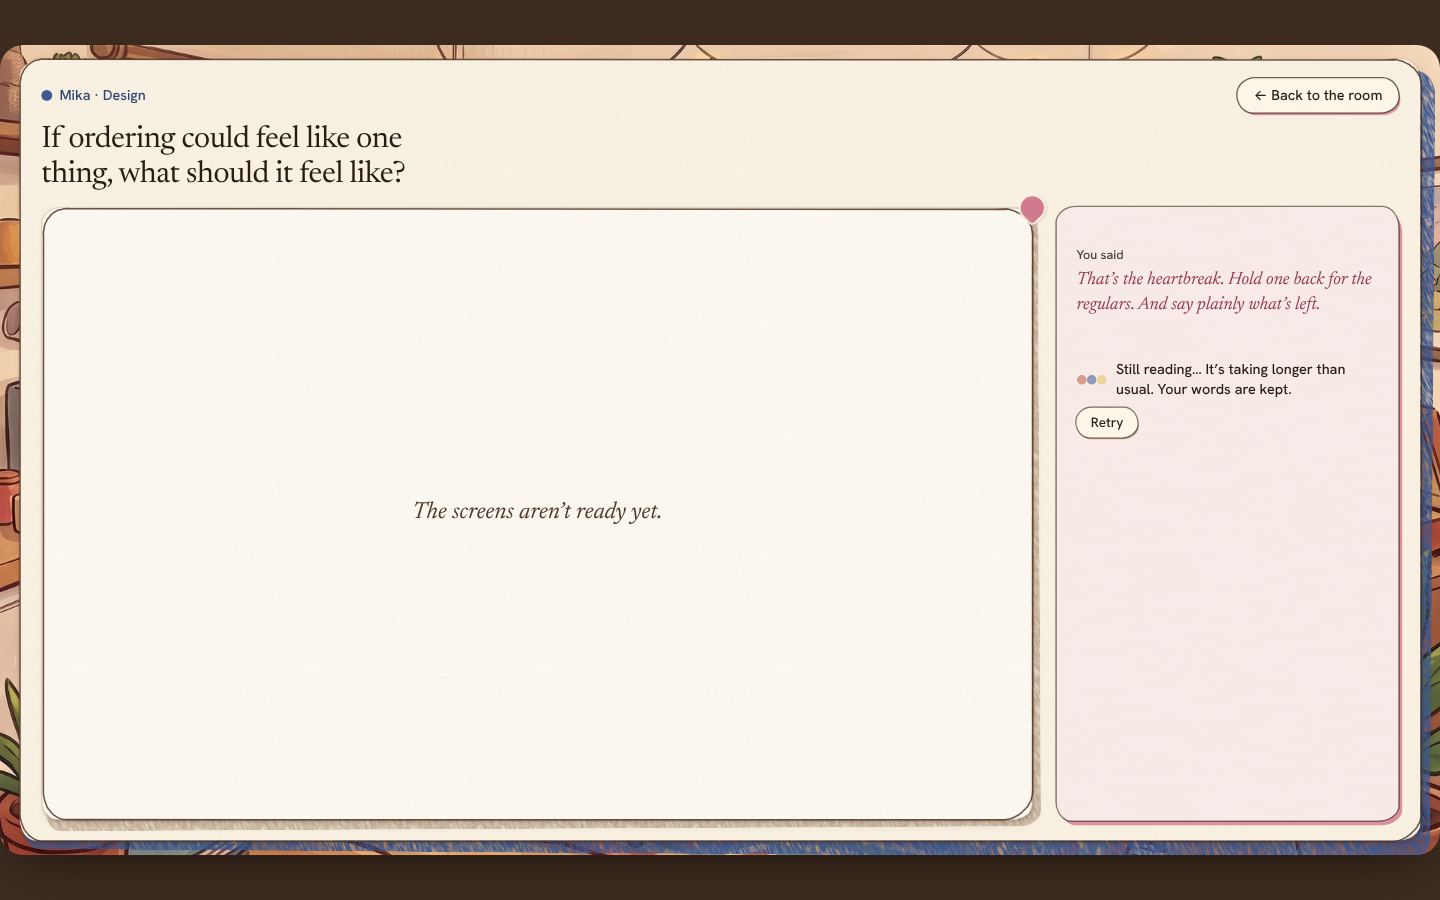 Mika · Design
← Back to the room
If ordering could feel like one
thing, what should it feel like?
You said
That’s the heartbreak. Hold one back for the
regulars. And say plainly what’s left.
Still reading… It’s taking longer than
usual. Your words are kept.
Retry
The screens aren’t ready yet.